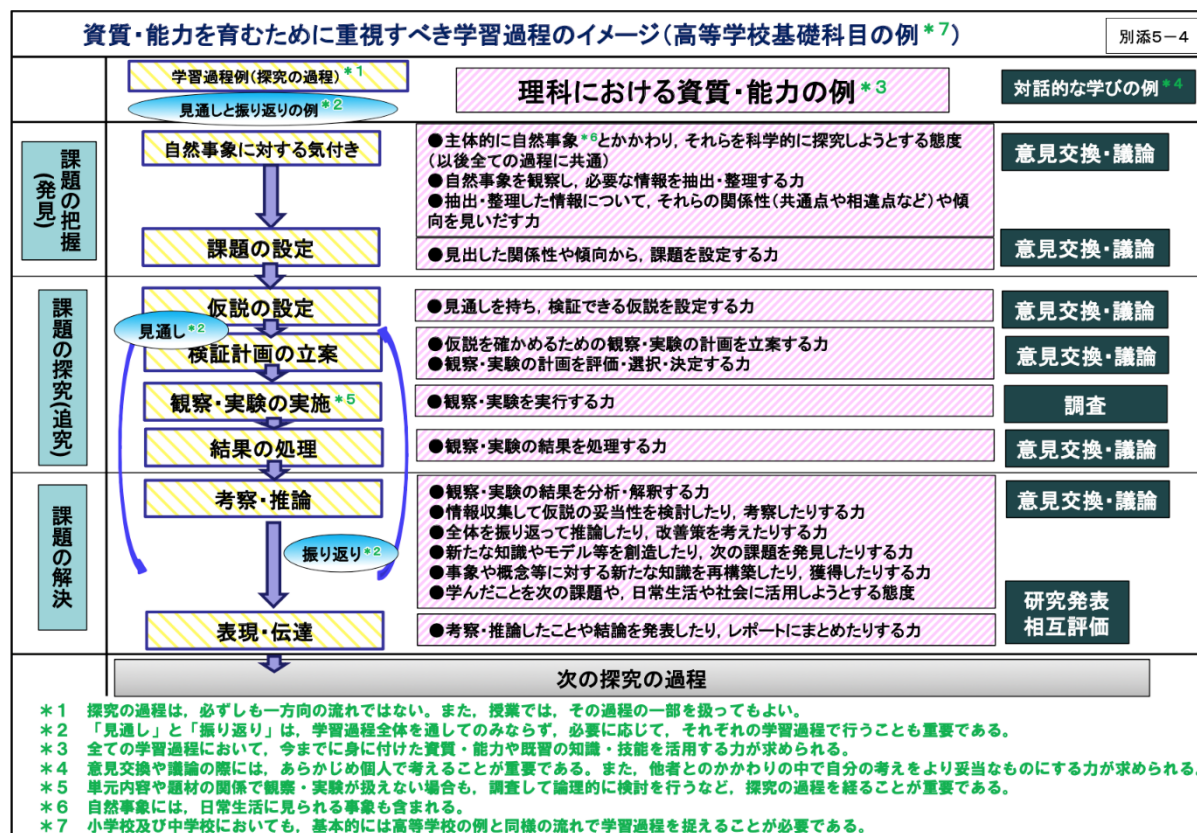 資質・能力を育むために重視すべき学習過程のイメージ(高等学校基礎科目の例*7)
別添5-4
学習過程例(探究の過程)*1
見通しと振り返りの例*2
理科における資質・能力の例*3
対話的な学びの例*4
課題の把握(発見)
自然事象に対する気付き
●主体的に自然事象*6とかかわり,それらを科学的に探究しようとする態度
(以後全ての過程に共通)
●自然事象を観察し,必要な情報を抽出・整理する力
●抽出・整理した情報について,それらの関係性(共通点や相違点など)や傾
向を見いだす力
意見交換・議論
課題の設定
●見出した関係性や傾向から,課題を設定する力
意見交換・議論
課題の探究(追究)
仮説の設定
●見通しを持ち,検証できる仮説を設定する力
意見交換・議論
見通し*2
検証計画の立案
●仮説を確かめるための観察・実験の計画を立案する力
●観察・実験の計画を評価・選択・決定する力
意見交換・議論
観察・実験の実施*5
●観察・実験を実行する力
調査
結果の処理
●観察・実験の結果を処理する力
意見交換・議論
課題の解決
考察・推論
●観察・実験の結果を分析・解釈する力
●情報収集して仮説の妥当性を検討したり,考察したりする力
●全体を振り返って推論したり,改善策を考えたりする力
●新たな知識やモデル等を創造したり,次の課題を発見したりする力
●事象や概念等に対する新たな知識を再構築したり,獲得したりする力
●学んだことを次の課題や,日常生活や社会に活用しようとする態度
意見交換・議論
振り返り*2
表現・伝達
●考察・推論したことや結論を発表したり,レポートにまとめたりする力
研究発表
相互評価
次の探究の過程
*1 探究の過程は,必ずしも一方向の流れではない。また,授業では,その過程の一部を扱ってもよい。
*2 「見通し」と「振り返り」は,学習過程全体を通してのみならず,必要に応じて,それぞれの学習過程で行うことも重要である。
*3 全ての学習過程において,今までに身に付けた資質・能力や既習の知識・技能を活用する力が求められる。
*4 意見交換や議論の際には,あらかじめ個人で考えることが重要である。また,他者とのかかわりの中で自分の考えをより妥当なものにする力が求められる。
*5 単元内容や題材の関係で観察・実験が扱えない場合も,調査して論理的に検討を行うなど,探究の過程を経ることが重要である。
*6 自然事象には,日常生活に見られる事象も含まれる。
*7 小学校及び中学校においても,基本的には高等学校の例と同様の流れで学習過程を捉えることが必要である。